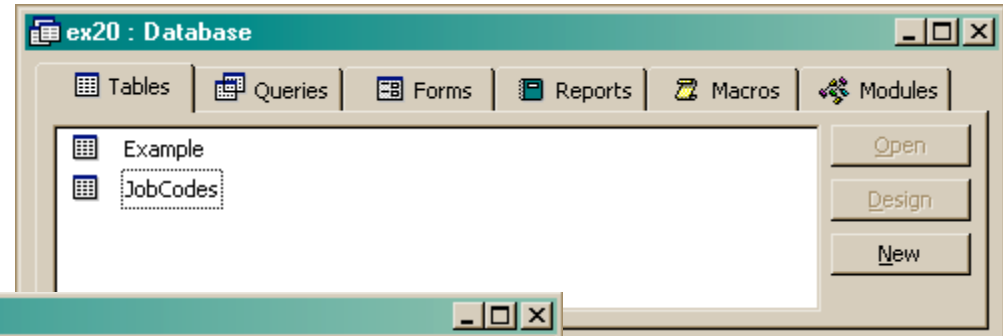 ex20 : Database
Tables Queries Forms Reports Macros Modules
Example
JobCodes
Open
Design
New